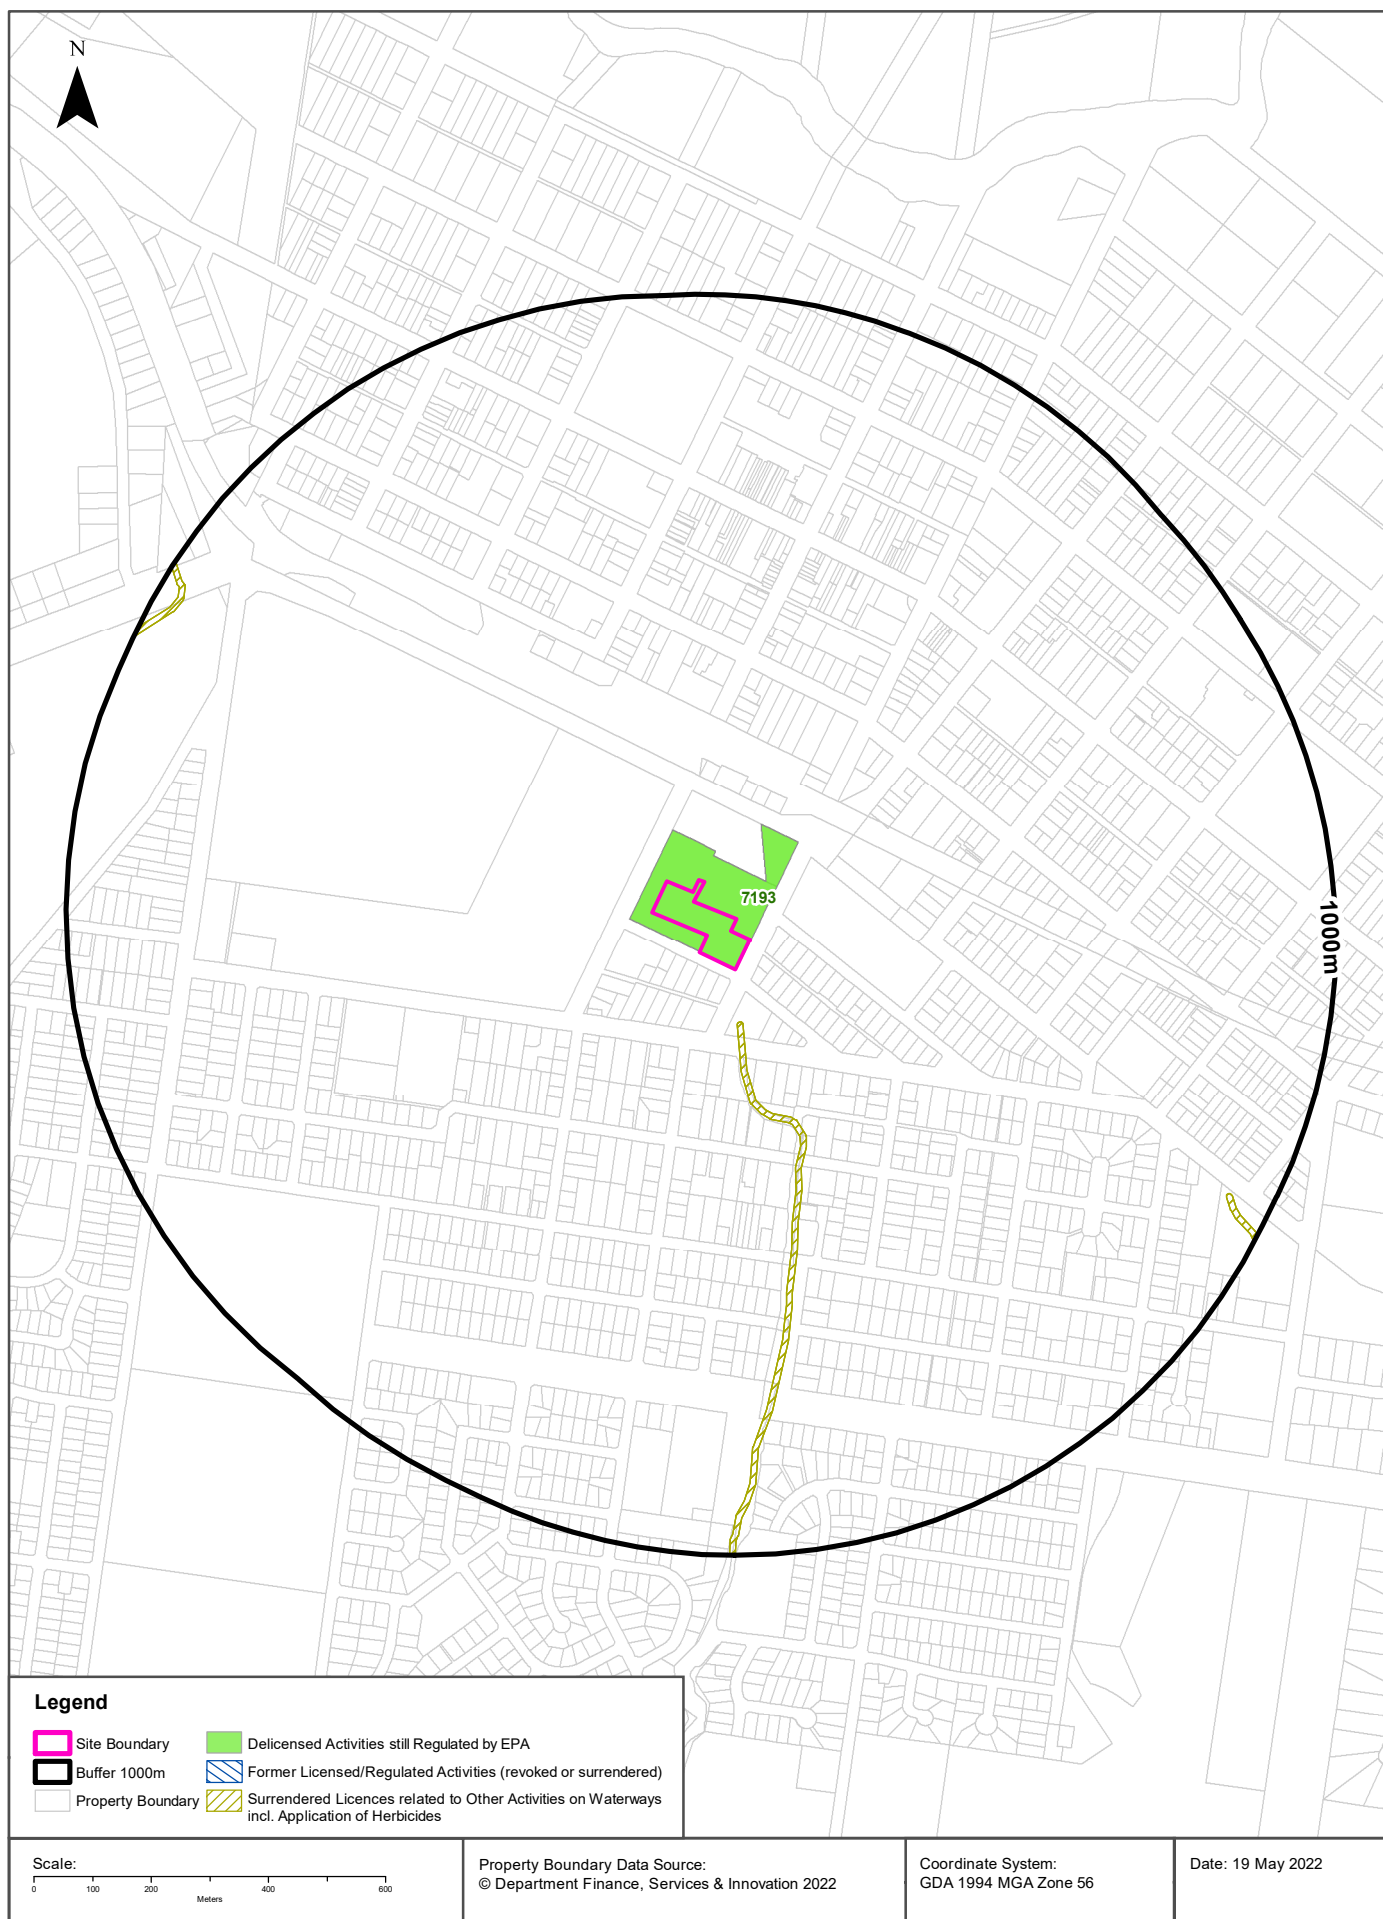 N
7193
1000m
Legend
Site Boundary
Buffer 1000m
Property Boundary
Delicensed Activities still Regulated by EPA
Former Licensed/Regulated Activities (revoked or surrendered)
Surrendered Licences related to Other Activities on Waterways
incl. Application of Herbicides
Scale:
0 100 200 400 600
Meters
Property Boundary Data Source:
© Department Finance, Services & Innovation 2022
Coordinate System:
GDA 1994 MGA Zone 56
Date: 19 May 2022